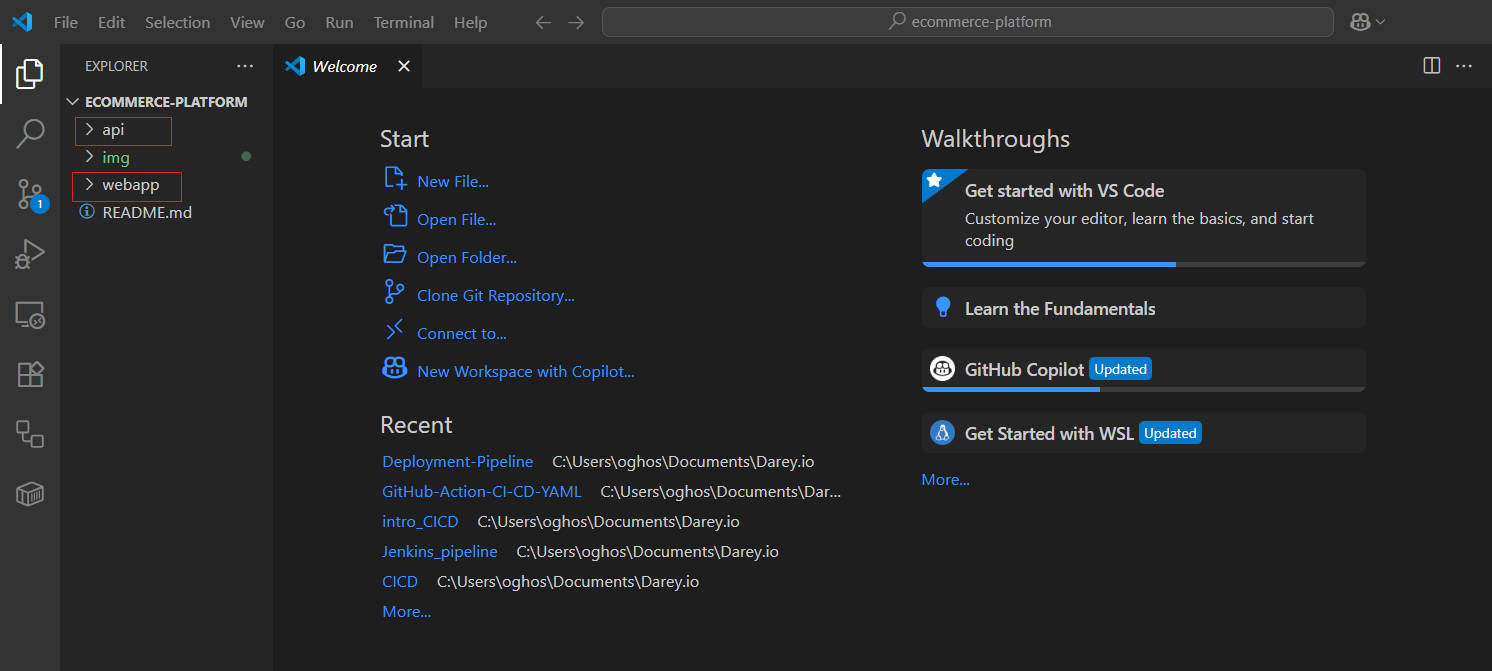 File Edit Selection View Go Run Terminal Help
ecommerce-platform
EXPLORER
ECOMMERCE-PLATFORM
api
img
webapp
README.md
1
Welcome
Start
New File...
Open File...
Open Folder...
Clone Git Repository...
Connect to...
New Workspace with Copilot...
Recent
Deployment-Pipeline C:\Users\oghos\Documents\Darey.io
GitHub-Action-CI-CD-YAML C:\Users\oghos\Documents\Dar...
intro_CICD C:\Users\oghos\Documents\Darey.io
Jenkins_pipeline C:\Users\oghos\Documents\Darey.io
CICD C:\Users\oghos\Documents\Darey.io
More...
Walkthroughs
Get started with VS Code
Customize your editor, learn the basics, and start
coding
Learn the Fundamentals
GitHub Copilot Updated
Get Started with WSL Updated
More...